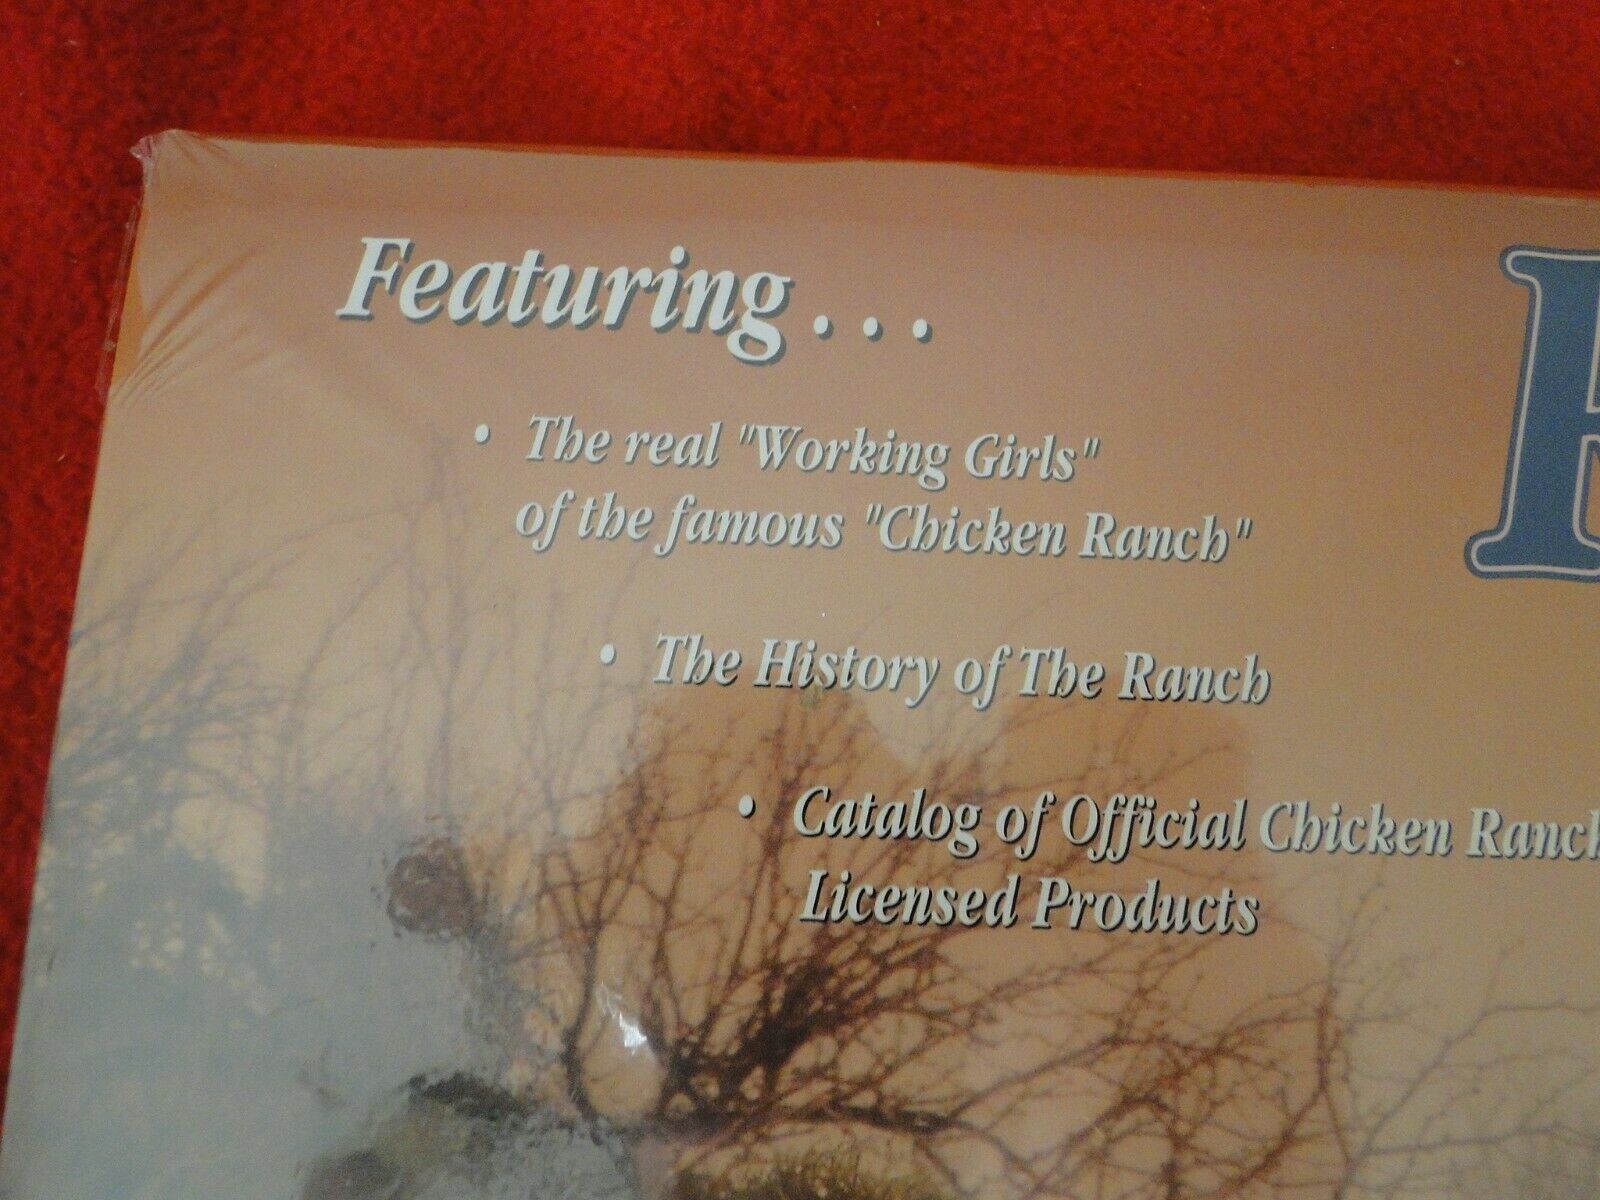 Featuring . . .
• The real "Working Girls"
of the famous "Chicken Ranch"
• The History of The Ranch
• Catalog of Official Chicken Ranch
Licensed Products